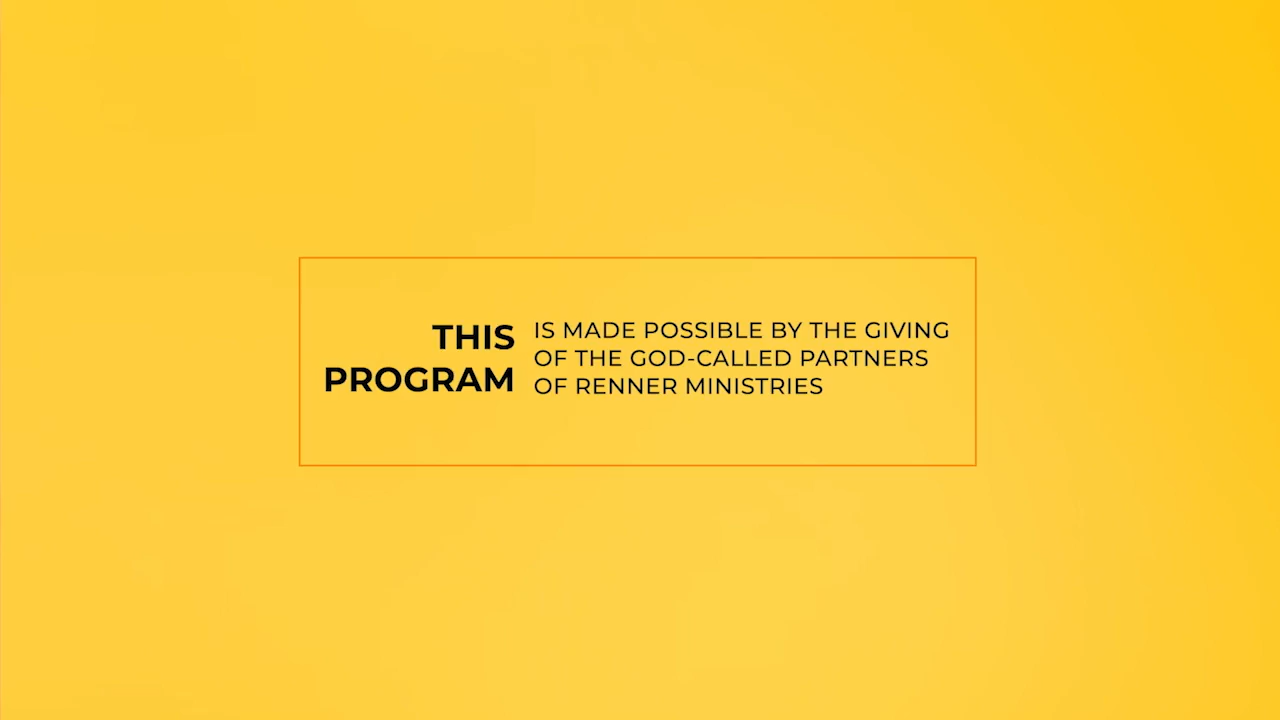 THIS
PROGRAM
IS MADE POSSIBLE BY THE GIVING
OF THE GOD-CALLED PARTNERS
OF RENNER MINISTRIES